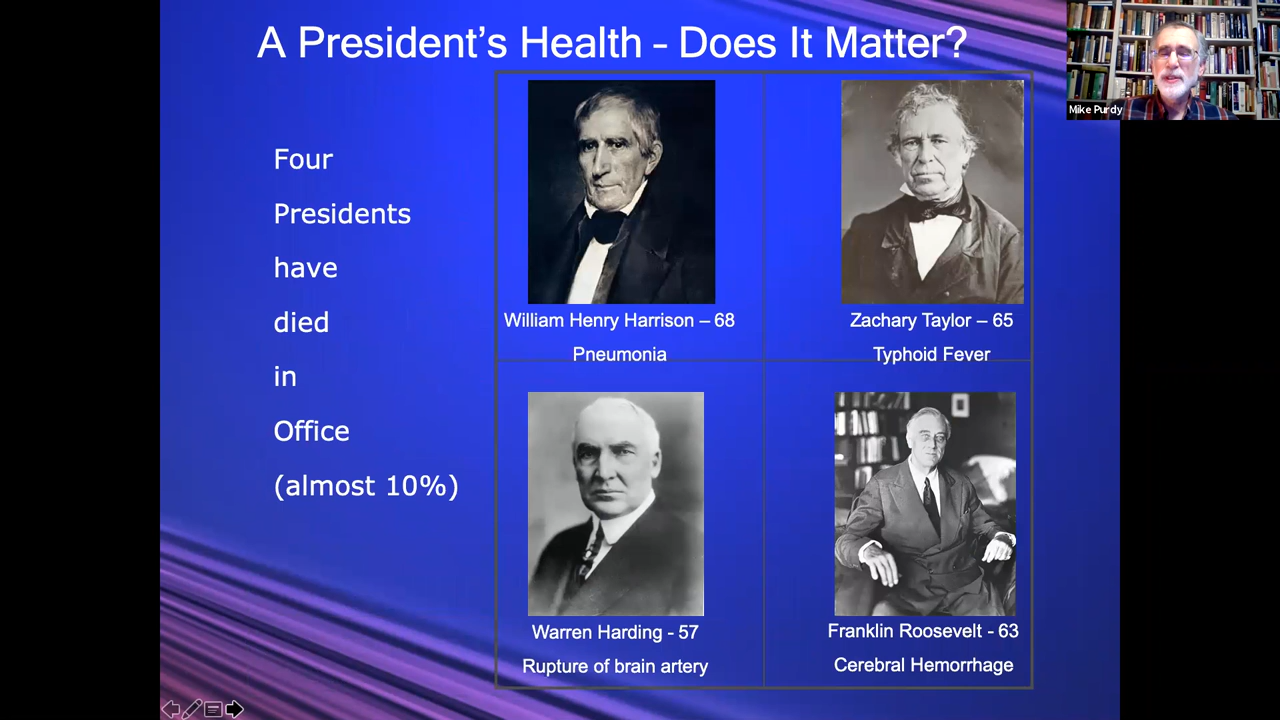 A President's Health - Does It Matter?
Mike Purdy
Four
Presidents
have
died
in
Office
(almost 10%)
William Henry Harrison – 68
Pneumonia
Zachary Taylor – 65
Typhoid Fever
Warren Harding - 57
Rupture of brain artery
Franklin Roosevelt - 63
Cerebral Hemorrhage